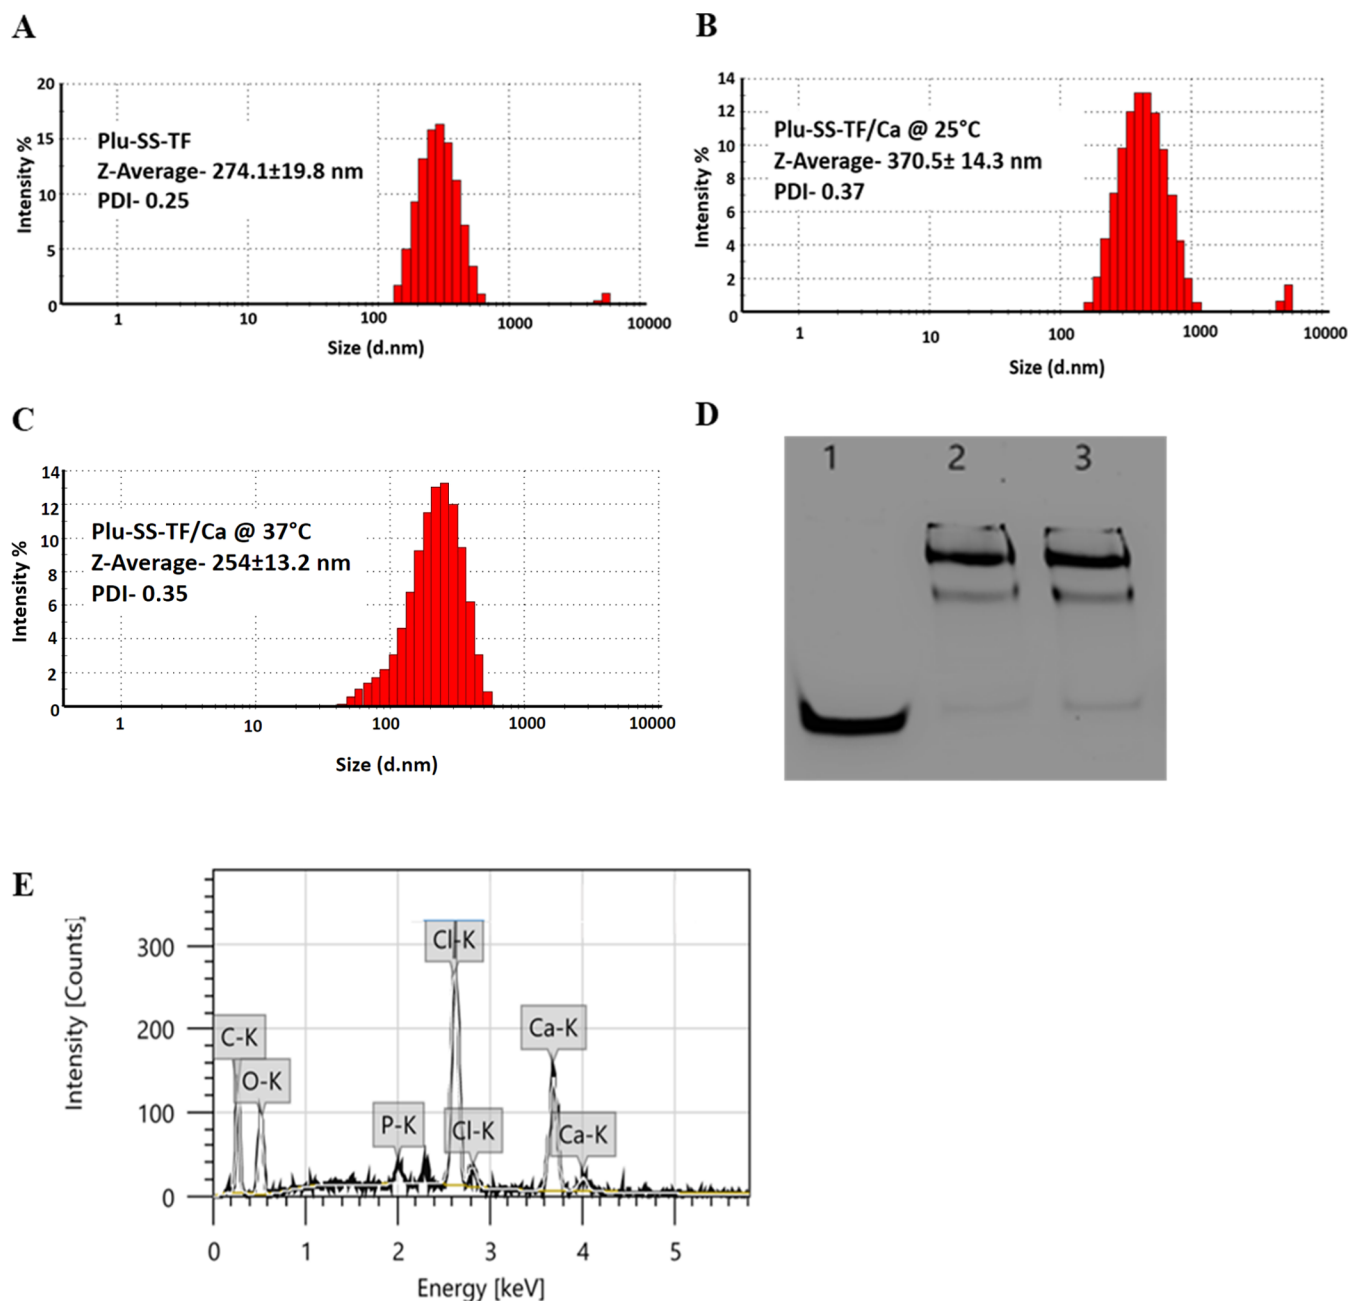 A
20
15
10
5
0
Intensity %
Plu-SS-TF
Z-Average- 274.1±19.8 nm
PDI- 0.25
1 10 100 1000 10000
Size (d.nm)
B
14
12
10
8
6
4
2
0
Intensity %
Plu-SS-TF/Ca @ 25°C
Z-Average- 370.5± 14.3 nm
PDI- 0.37
1 10 100 1000 10000
Size (d.nm)
C
14
12
10
8
6
4
2
0
Intensity %
Plu-SS-TF/Ca @ 37°C
Z-Average- 254±13.2 nm
PDI- 0.35
1 10 100 1000 10000
Size (d.nm)
D
1 2 3
E
Intensity [Counts]
300
200
100
0
C-K
O-K
P-K
Cl-K
Cl-K
Ca-K
Ca-K
0 1 2 3 4 5
Energy [keV]